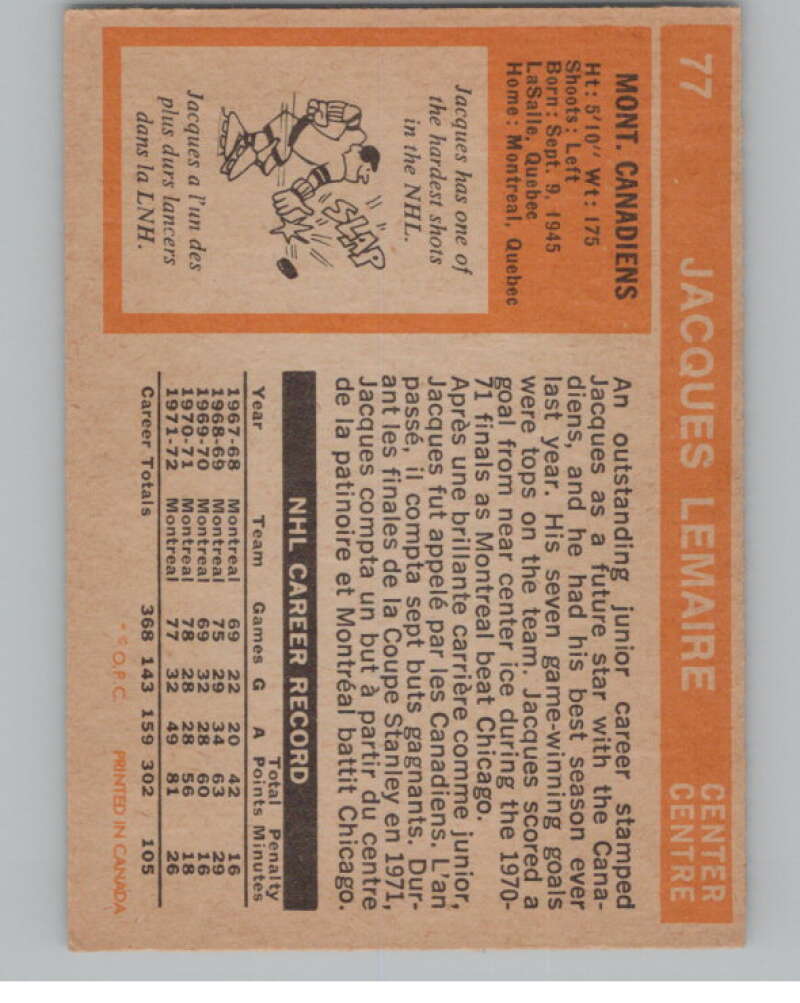 77 JACQUES LEMAIRE CENTER
CENTRE
MONT. CANADIENS
Ht: 5'10" Wt: 175
Shoots: Left
Born: Sept. 9, 1945
LaSalle, Quebec
Home: Montreal, Quebec
Jacques has one of
the hardest shots
in the NHL.
SLAP
Jacques a l'un des
plus durs lancers
dans la LNH.
An outstanding junior career stamped
Jacques as a future star with the Cana-
diens, and he had his best season ever
last year. His seven game-winning goals
were tops on the team. Jacques scored a
goal from near center ice during the 1970-
71 finals as Montreal beat Chicago.
Après une brillante carrière comme junior,
Jacques fut appelé par les Canadiens. L'an
passé, il compta sept buts gagnants. Dur-
ant les finales de la Coupe Stanley en 1971,
Jacques compta un but à partir du centre
de la patinoire et Montréal battit Chicago.
NHL CAREER RECORD
Total Penalty
Year Team Games G A Points Minutes
1967-68 Montreal 69 22 20 42 16
1968-69 Montreal 75 29 34 63 29
1969-70 Montreal 69 32 28 60 16
1970-71 Montreal 78 28 28 56 18
1971-72 Montreal 77 32 49 81 26
Career Totals 368 143 159 302 105
* © O.P.C. PRINTED IN CANADA